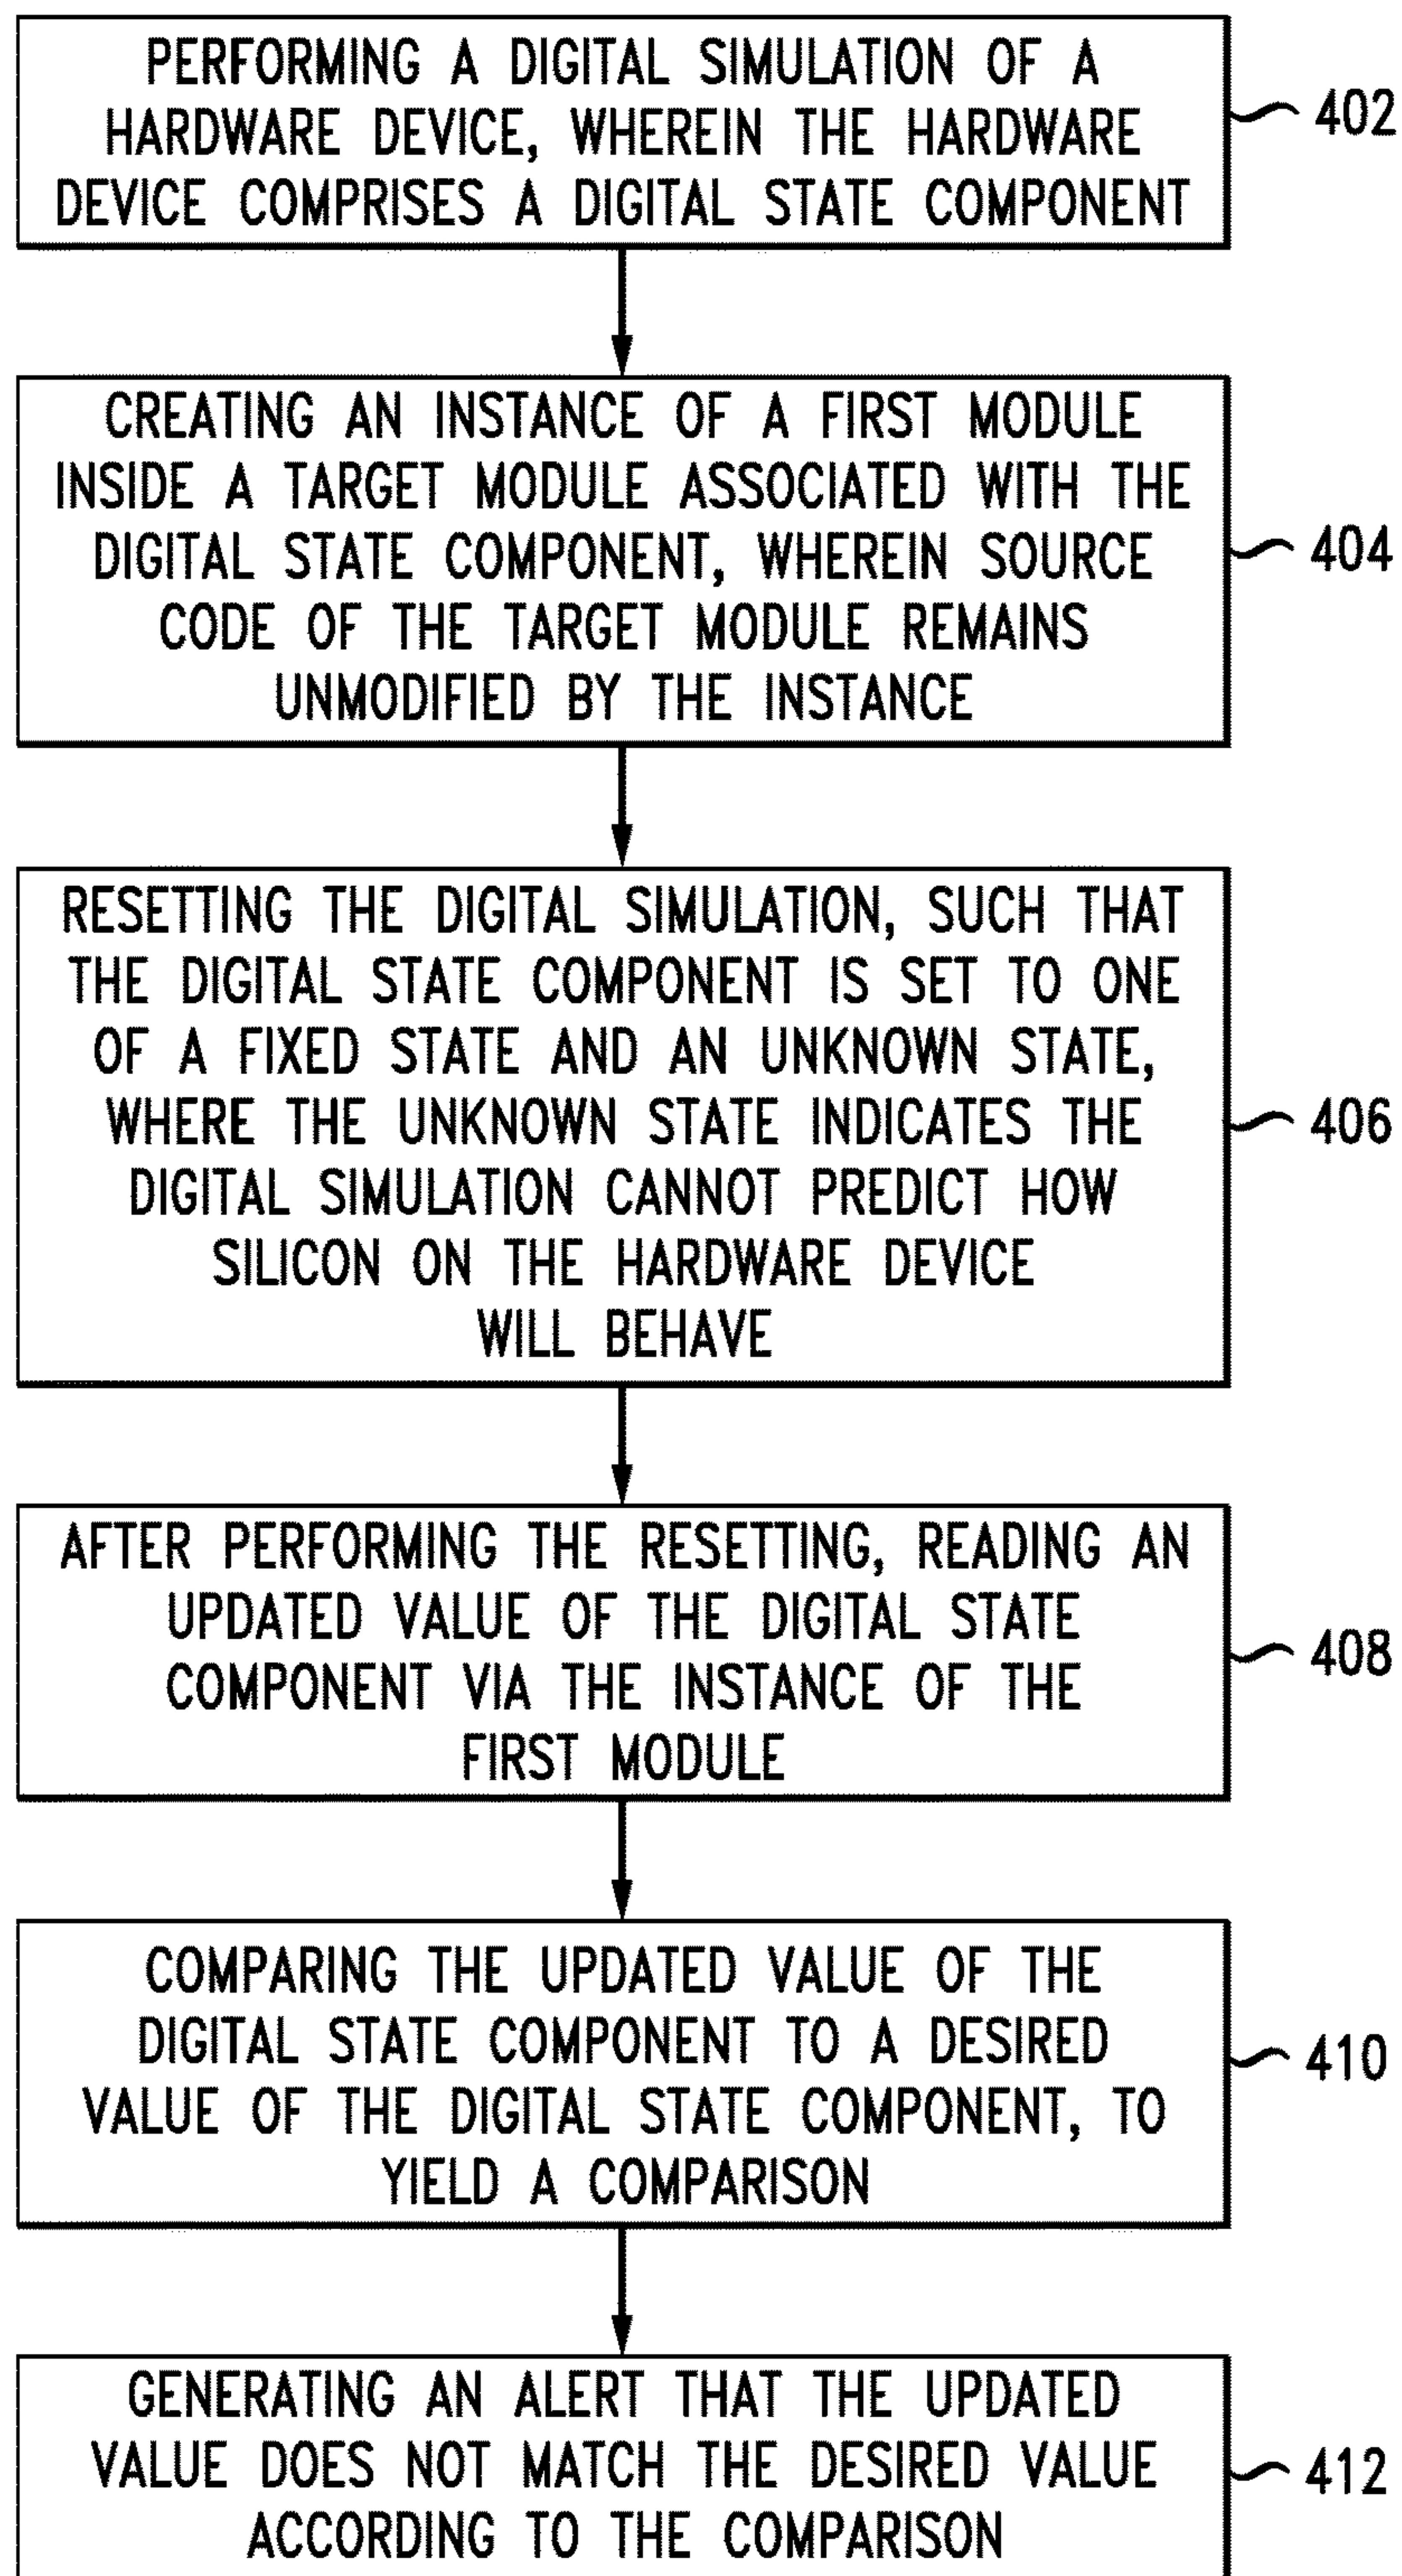 PERFORMING A DIGITAL SIMULATION OF A
HARDWARE DEVICE, WHEREIN THE HARDWARE
DEVICE COMPRISES A DIGITAL STATE COMPONENT
402
CREATING AN INSTANCE OF A FIRST MODULE
INSIDE A TARGET MODULE ASSOCIATED WITH THE
DIGITAL STATE COMPONENT, WHEREIN SOURCE
CODE OF THE TARGET MODULE REMAINS
UNMODIFIED BY THE INSTANCE
404
RESETTING THE DIGITAL SIMULATION, SUCH THAT
THE DIGITAL STATE COMPONENT IS SET TO ONE
OF A FIXED STATE AND AN UNKNOWN STATE,
WHERE THE UNKNOWN STATE INDICATES THE
DIGITAL SIMULATION CANNOT PREDICT HOW
SILICON ON THE HARDWARE DEVICE
WILL BEHAVE
406
AFTER PERFORMING THE RESETTING, READING AN
UPDATED VALUE OF THE DIGITAL STATE
COMPONENT VIA THE INSTANCE OF THE
FIRST MODULE
408
COMPARING THE UPDATED VALUE OF THE
DIGITAL STATE COMPONENT TO A DESIRED
VALUE OF THE DIGITAL STATE COMPONENT, TO
YIELD A COMPARISON
410
GENERATING AN ALERT THAT THE UPDATED
VALUE DOES NOT MATCH THE DESIRED VALUE
ACCORDING TO THE COMPARISON
412